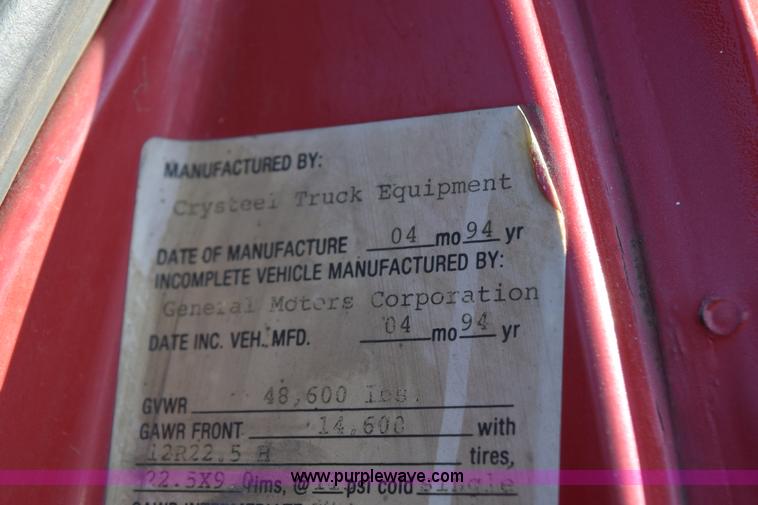 MANUFACTURED BY:
Crysteel Truck Equipment
DATE OF MANUFACTURE 04 mo 94 yr
INCOMPLETE VEHICLE MANUFACTURED BY:
General Motors Corporation
DATE INC. VEH. MFD. 04 mo 94 yr
GVWR 48,600 lbs.
GAWR FRONT 14,600 with
12R22.5 H tires,
22.5X9.0 ims, @ psi cold single
www.purplewave.com